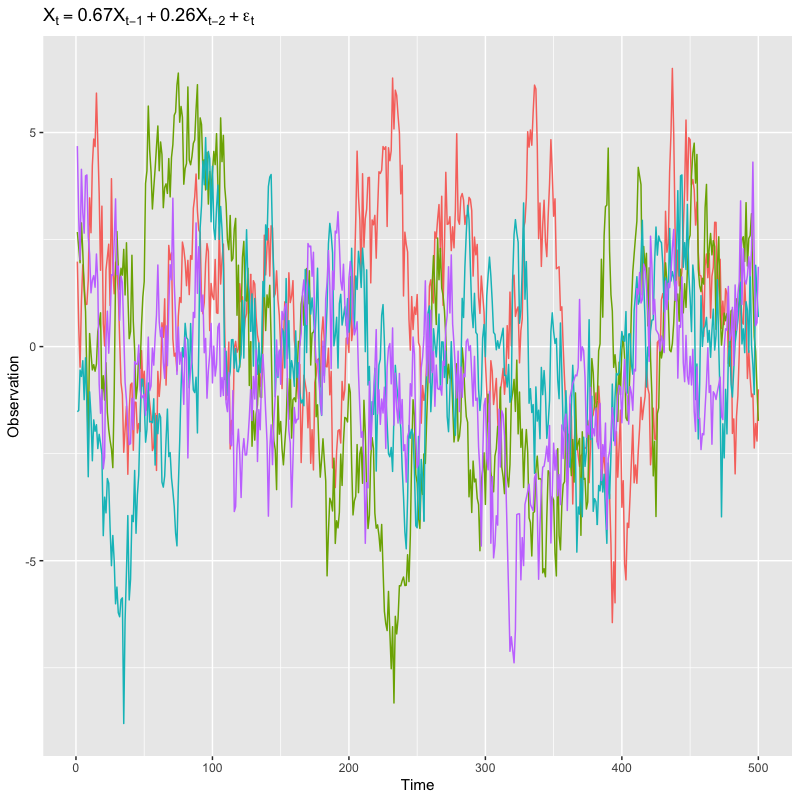 Xₜ = 0.67Xₜ₋₁ + 0.26Xₜ₋₂ + εₜ
Observation
5
0
-5
0 100 200 300 400 500
Time